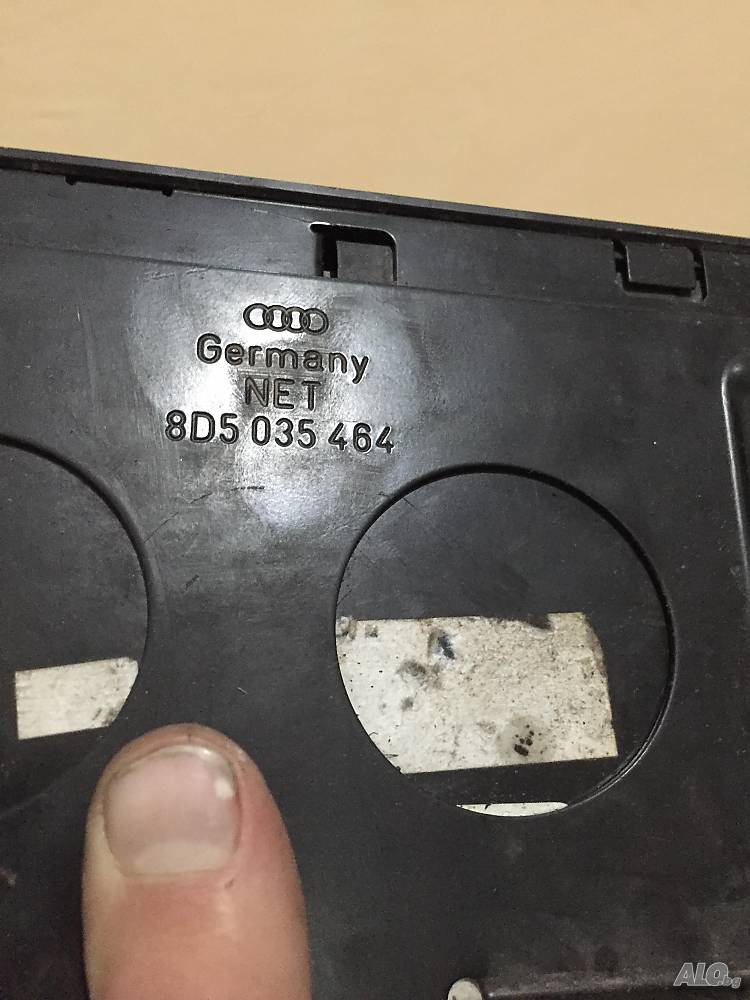 Germany
NET
8D5 035 464
ALO.bg